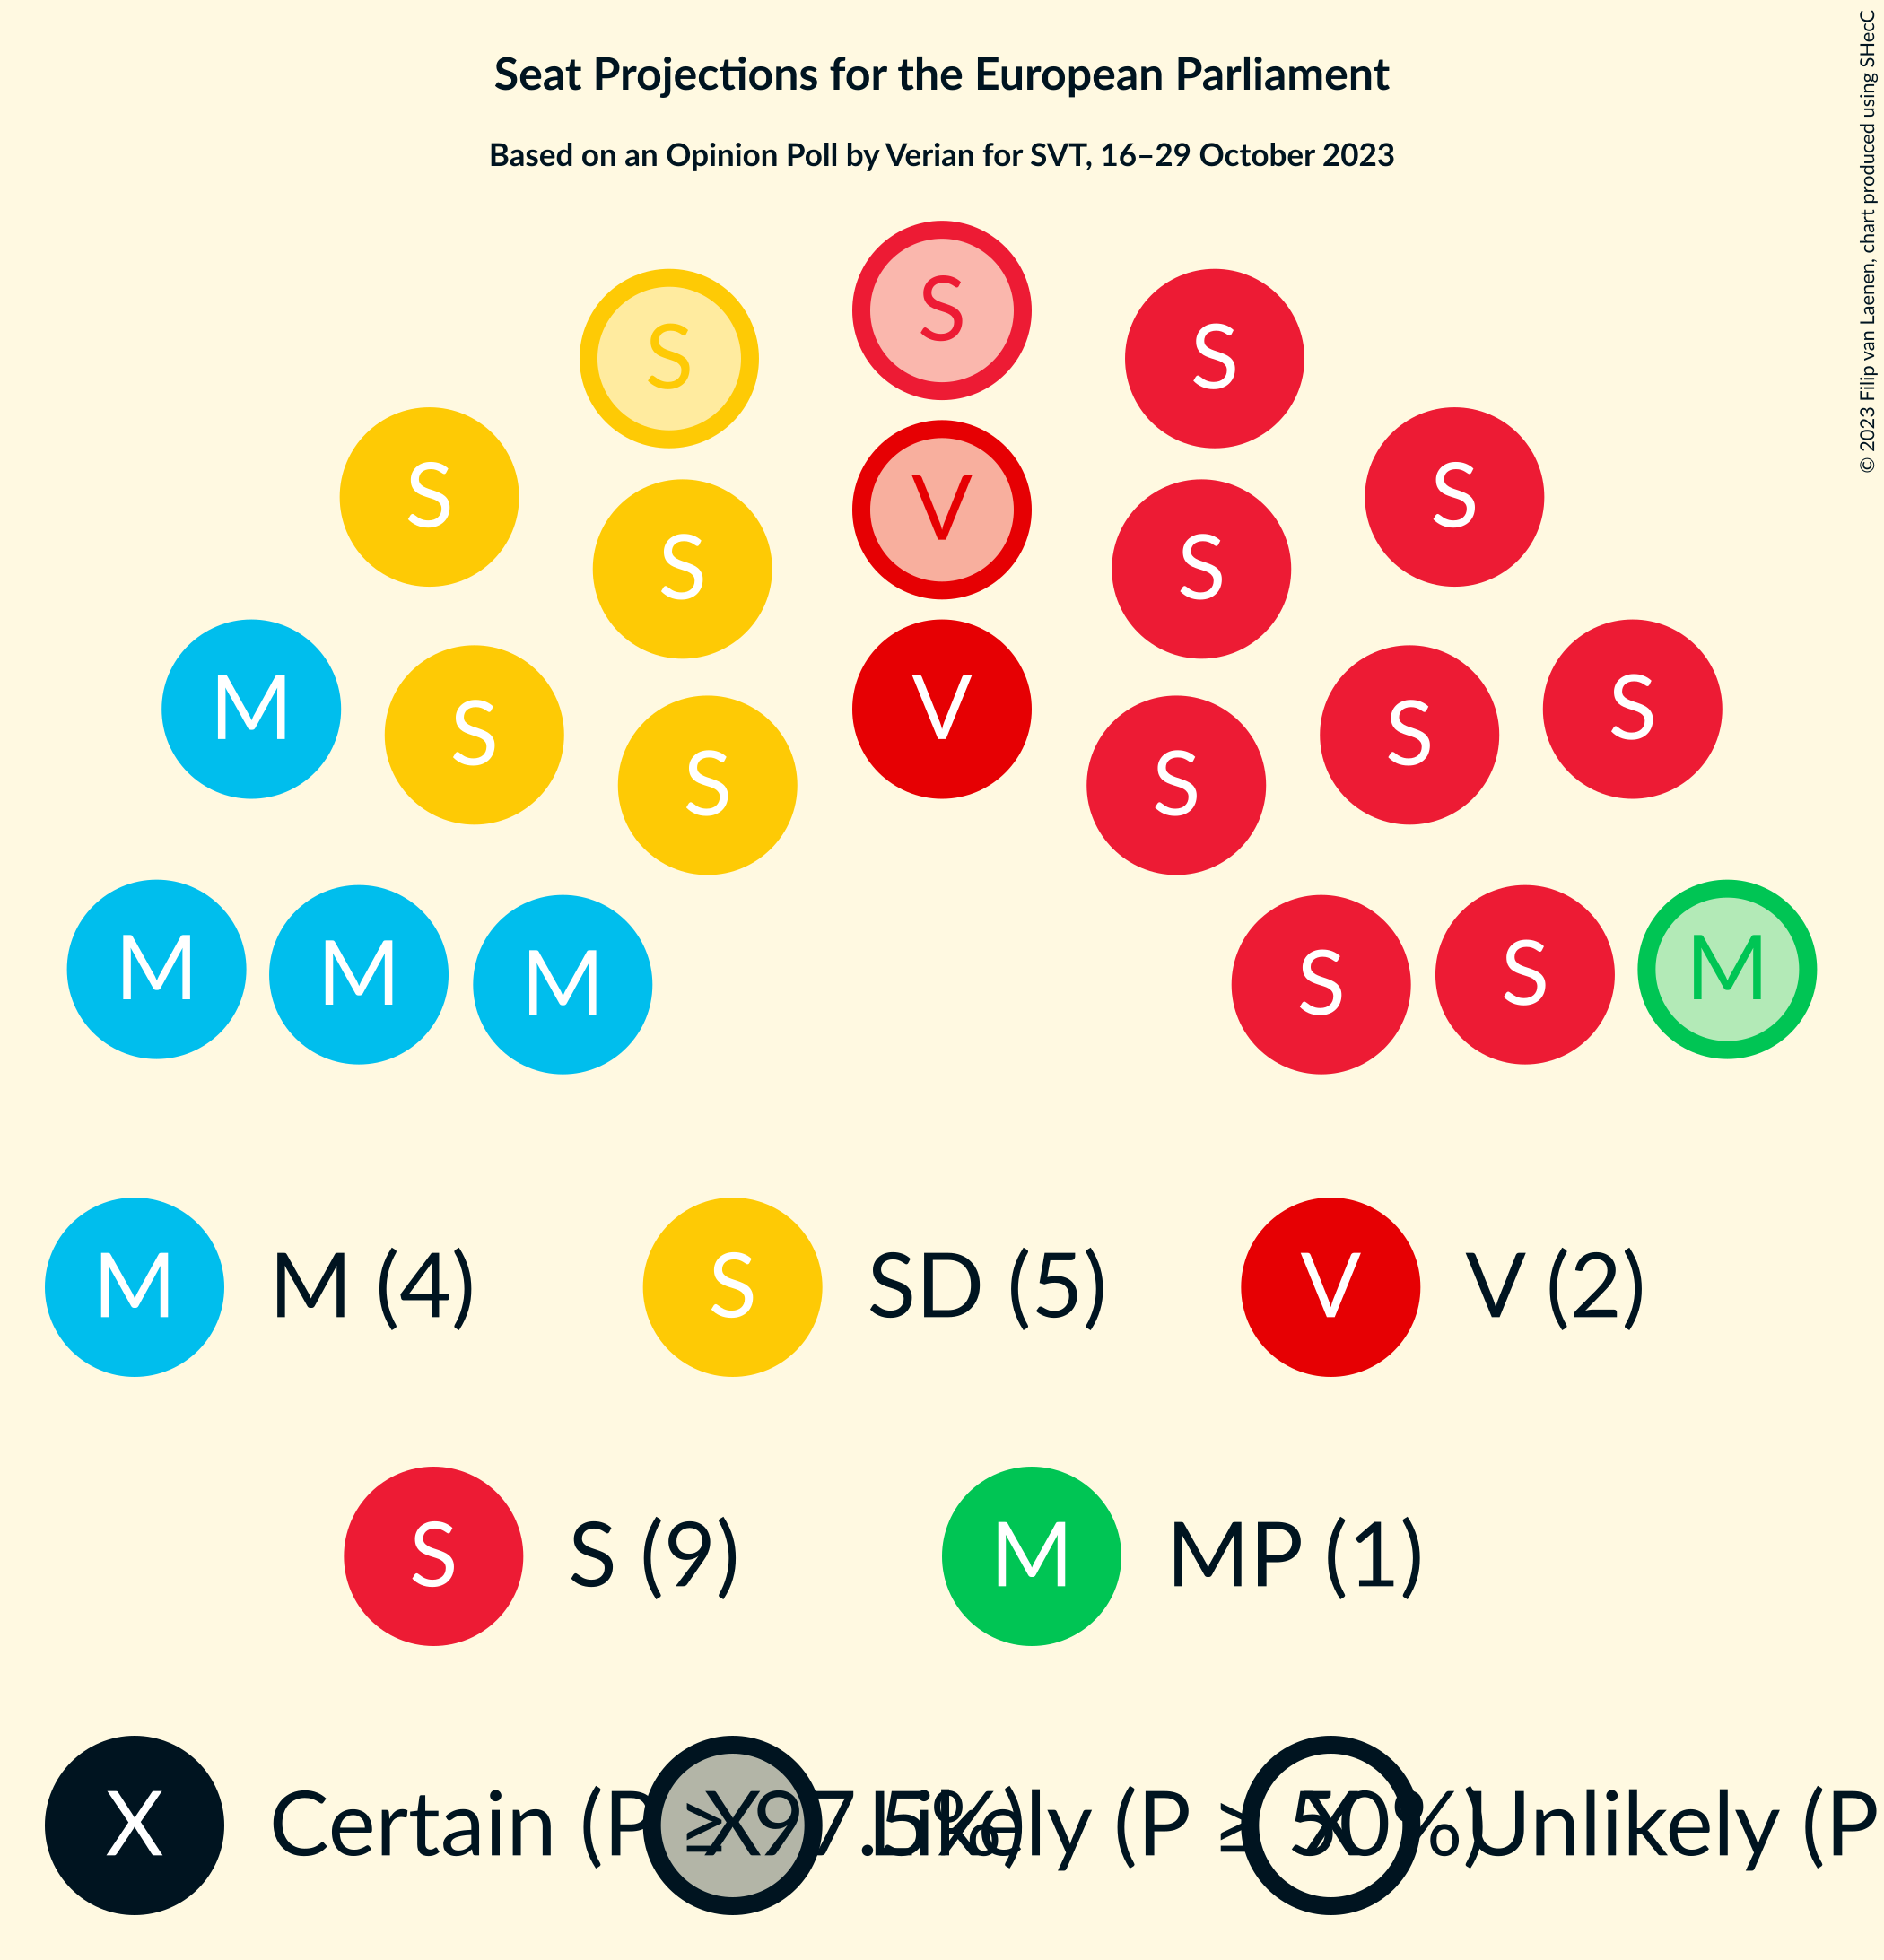 Seat Projections for the European Parliament
Based on an Opinion Poll by Verian for SVT, 16–29 October 2023
© 2023 Filip van Laenen, chart produced using SHecC
S
S S
S S
V
S S
M S
S V S
S S
M S
M M
M S
S M
M M (4) S SD (5) V V (2)
S S (9) M MP (1)
X Certain (P ≥ 97.5%) X Likely (P ≥ 50%) X Unlikely (P